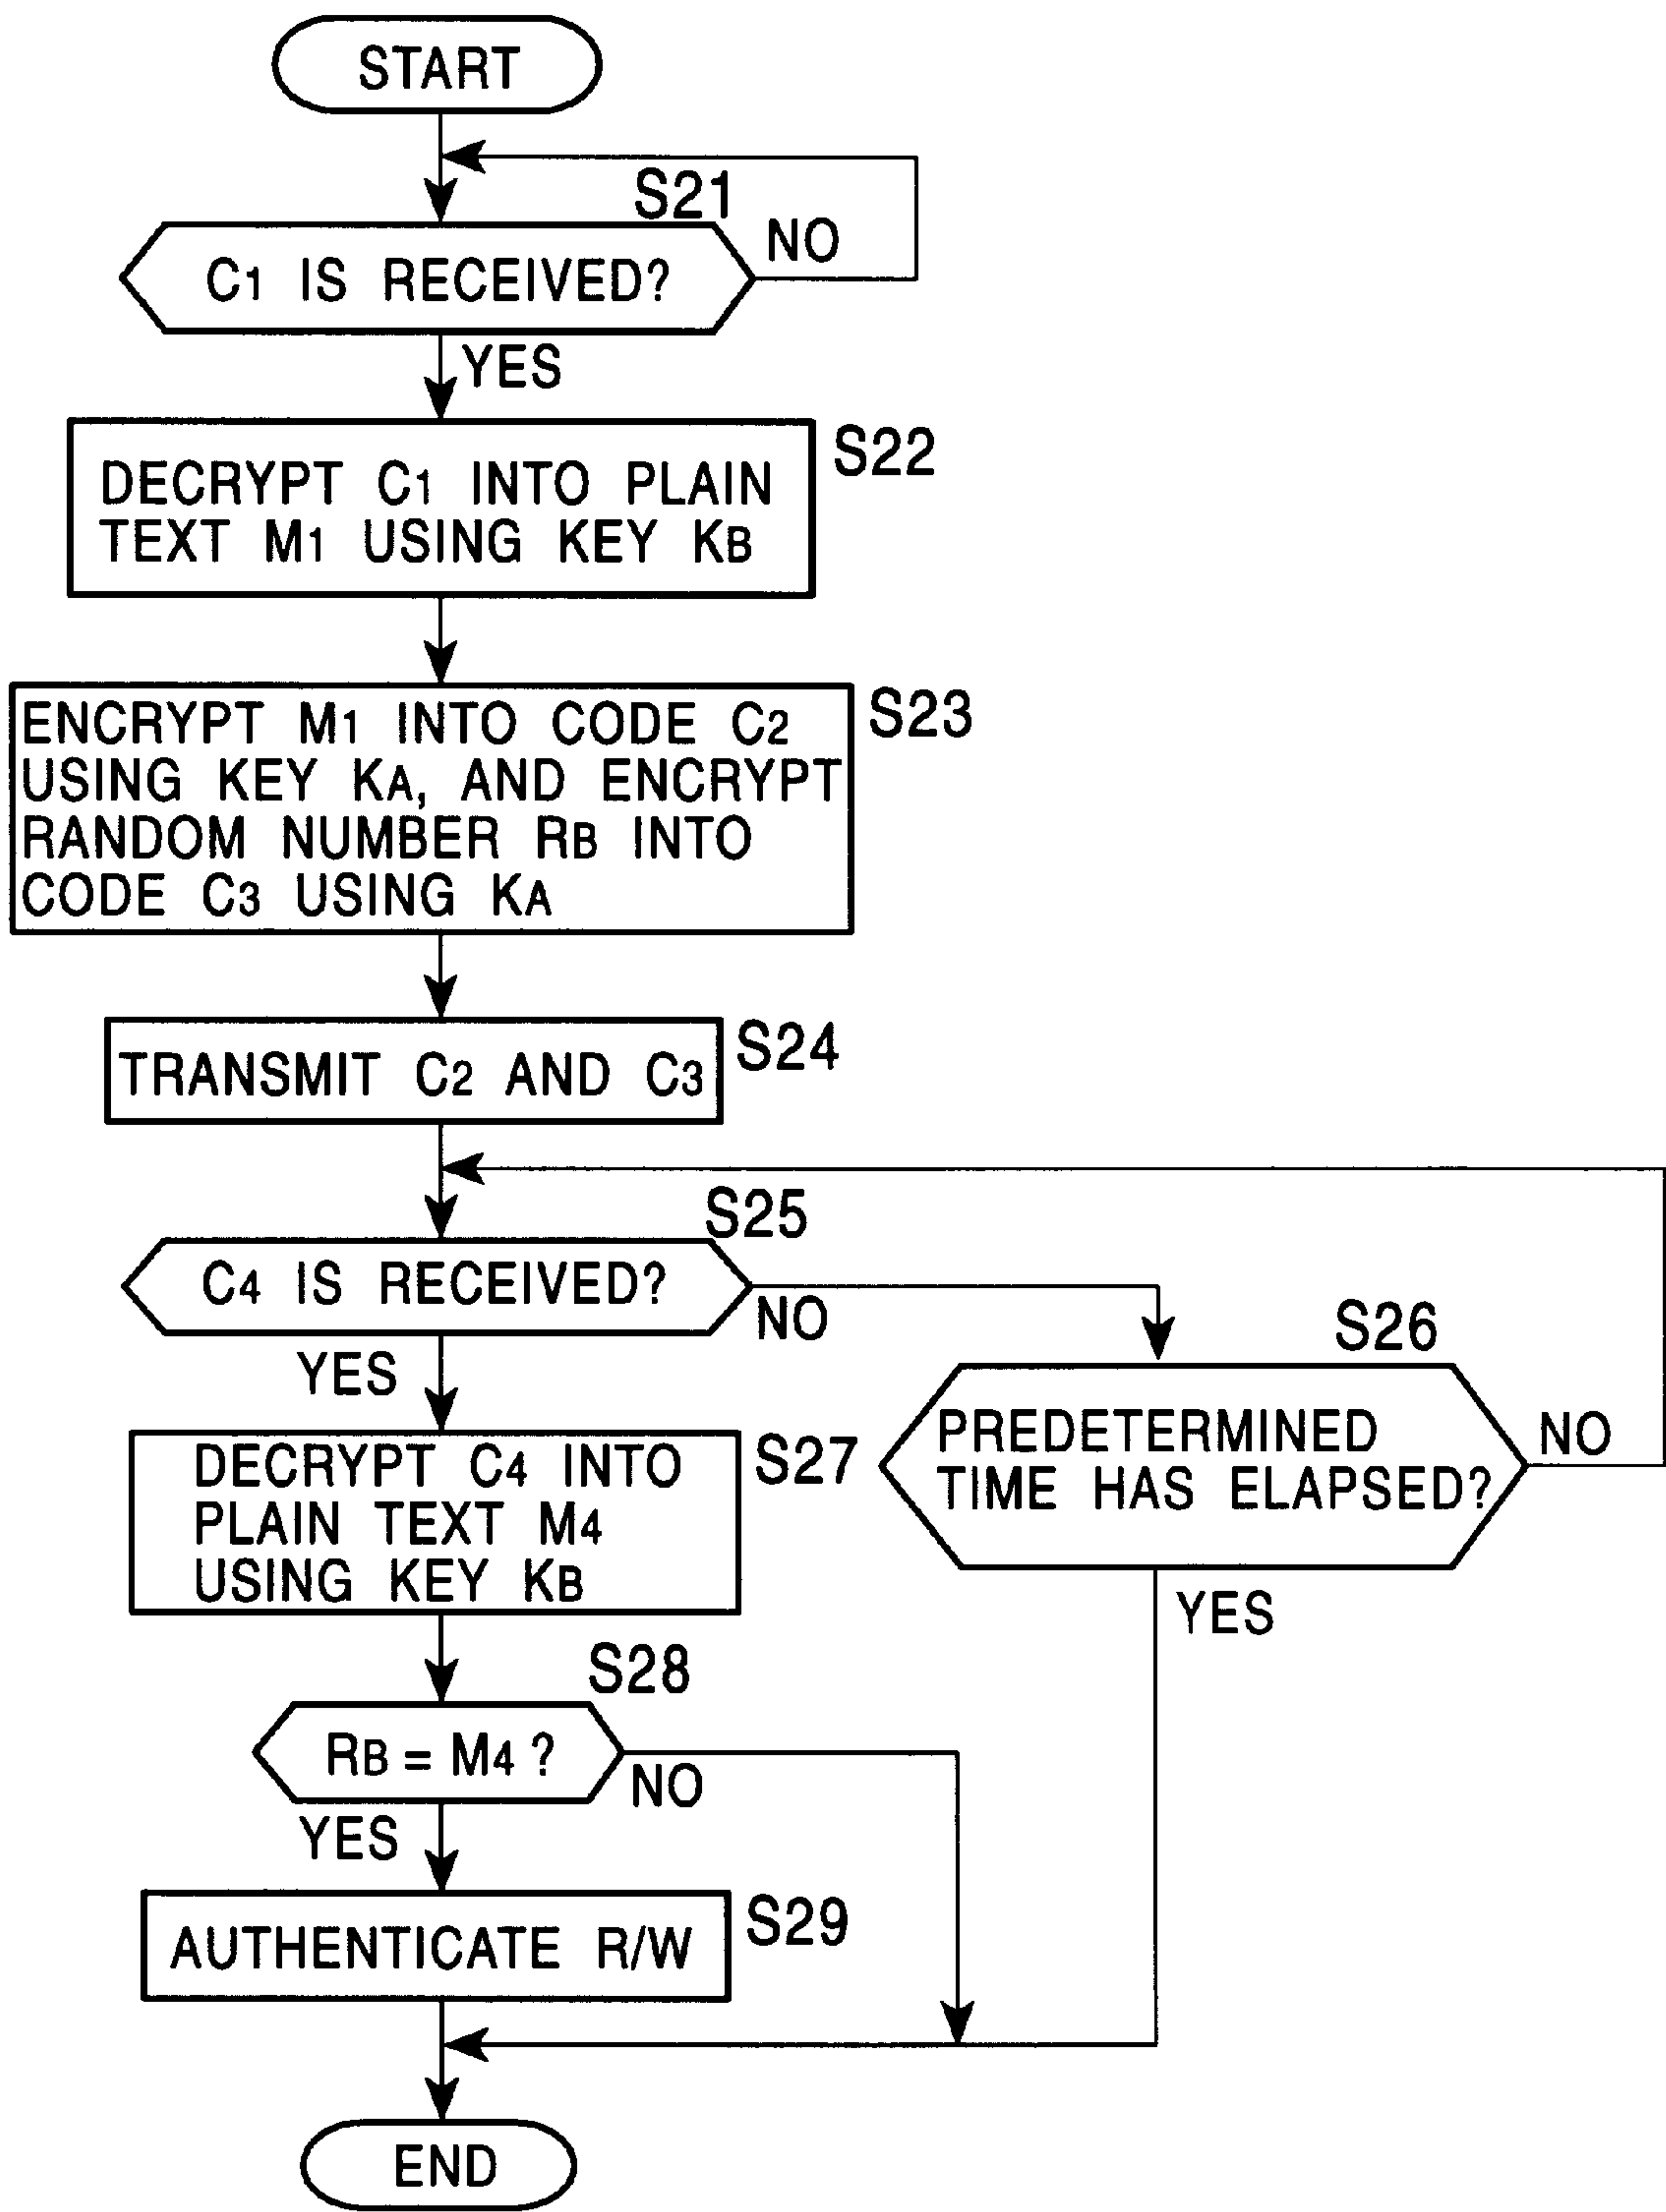 START
S21
C1 IS RECEIVED?
NO
YES
S22
DECRYPT C1 INTO PLAIN
TEXT M1 USING KEY KB
S23
ENCRYPT M1 INTO CODE C2
USING KEY KA, AND ENCRYPT
RANDOM NUMBER RB INTO
CODE C3 USING KA
S24
TRANSMIT C2 AND C3
S25
C4 IS RECEIVED?
NO
YES
S26
PREDETERMINED
TIME HAS ELAPSED?
NO
YES
S27
DECRYPT C4 INTO
PLAIN TEXT M4
USING KEY KB
S28
RB = M4 ?
NO
YES
S29
AUTHENTICATE R/W
END